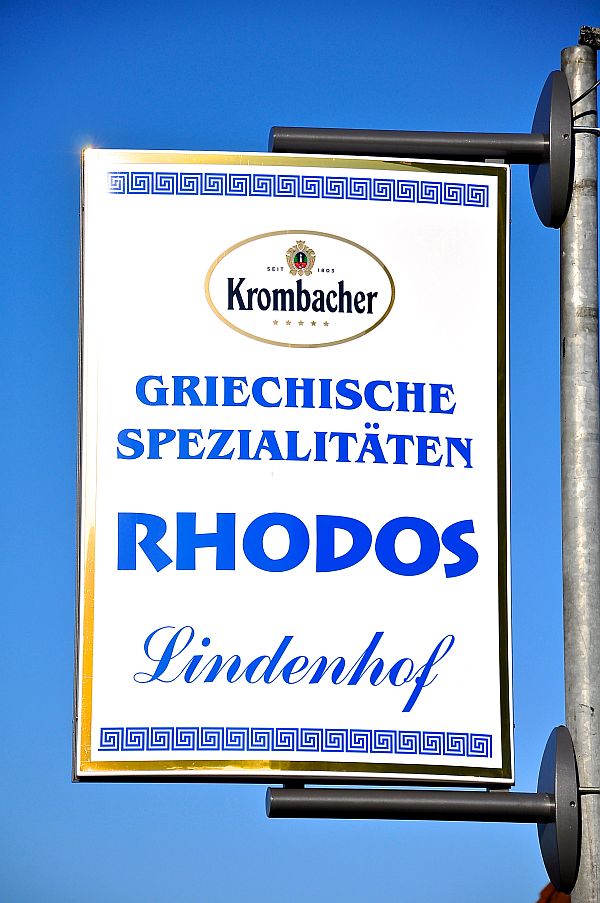 SEIT 1803
Krombacher
GRIECHISCHE
SPEZIALITÄTEN
RHODOS
Lindenhof